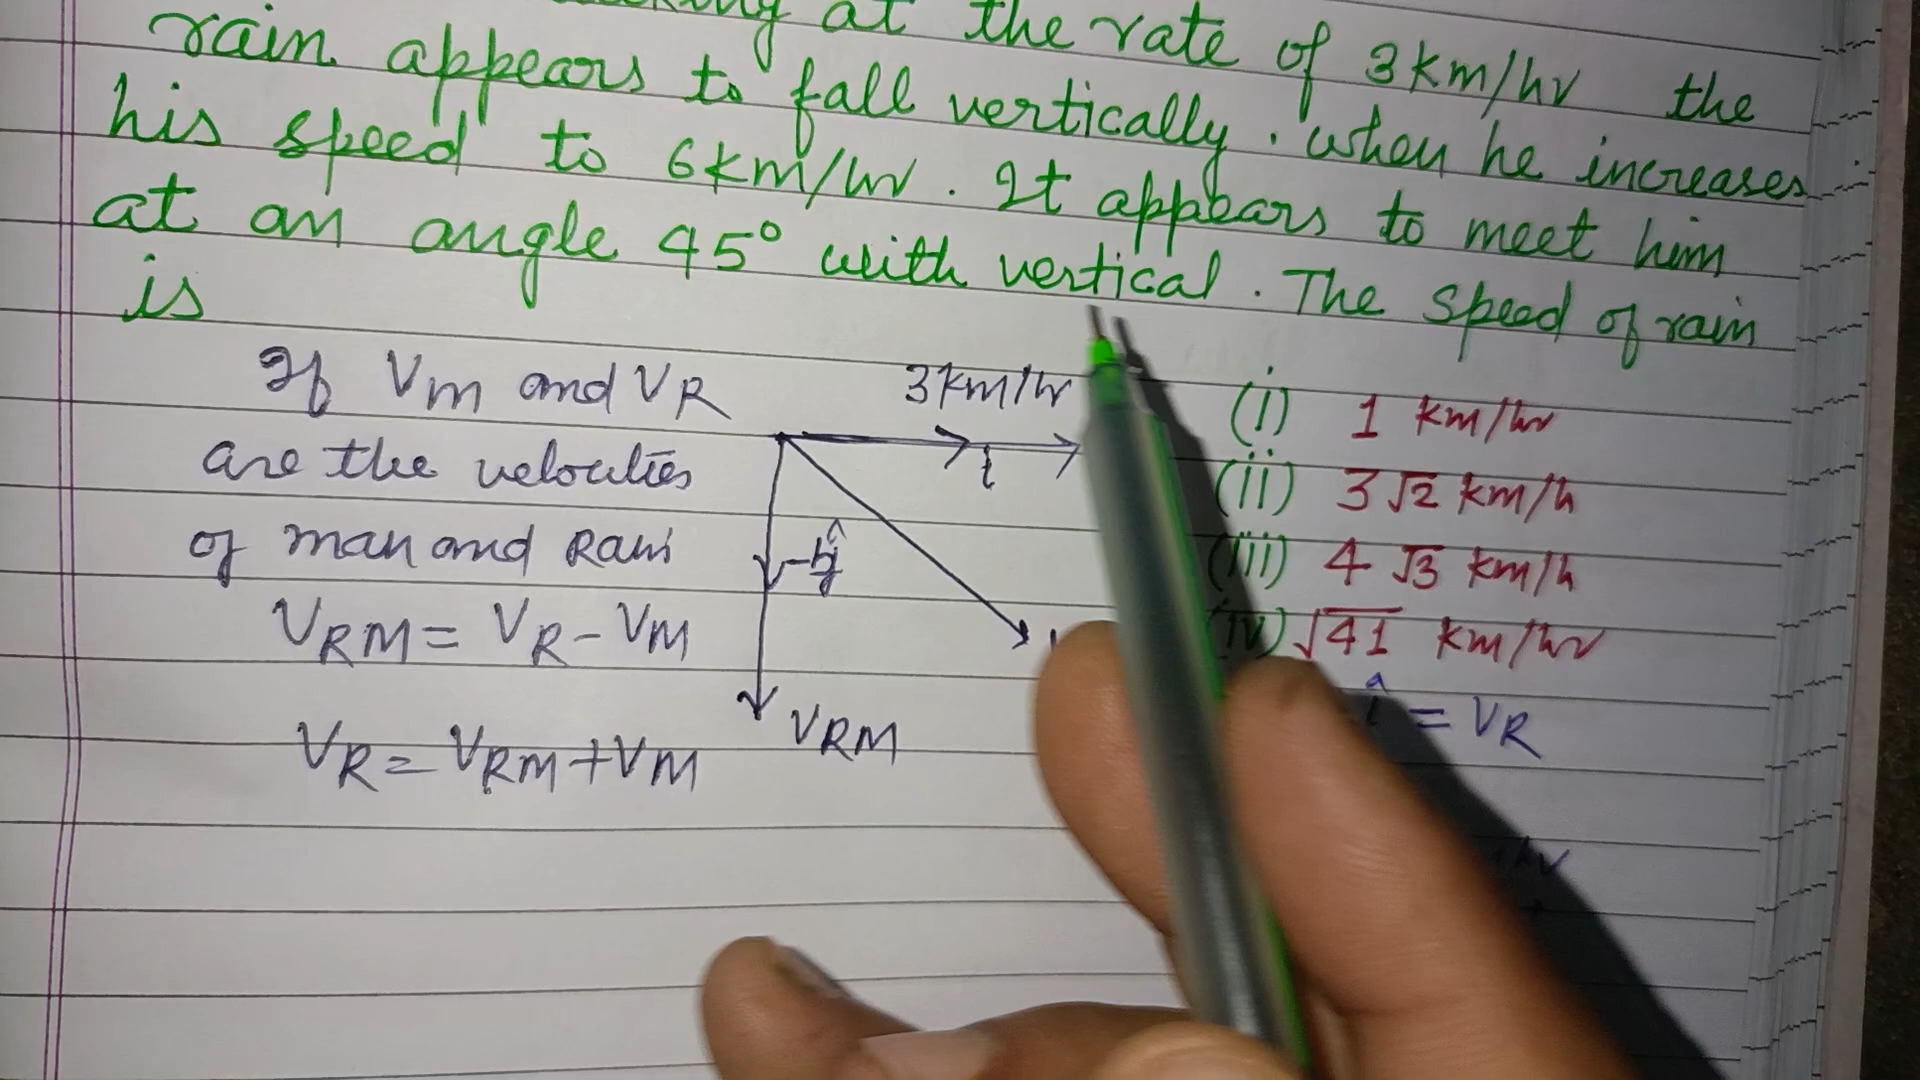 at the rate of 3km/hr the
rain appears to fall vertically. when he increases
his speed to 6km/hr. It appears to meet him
at an angle 45° with vertical. The speed of rain
is
If Vm and VR
are the velocities
of man and Rain
VRM = VR - VM
VR = VRM + VM
3km/hr
î
-yĵ
VRM
(i) 1 km/hr
(ii) 3√2 km/h
(iii) 4√3 km/h
(iv) √41 km/hr
î = VR